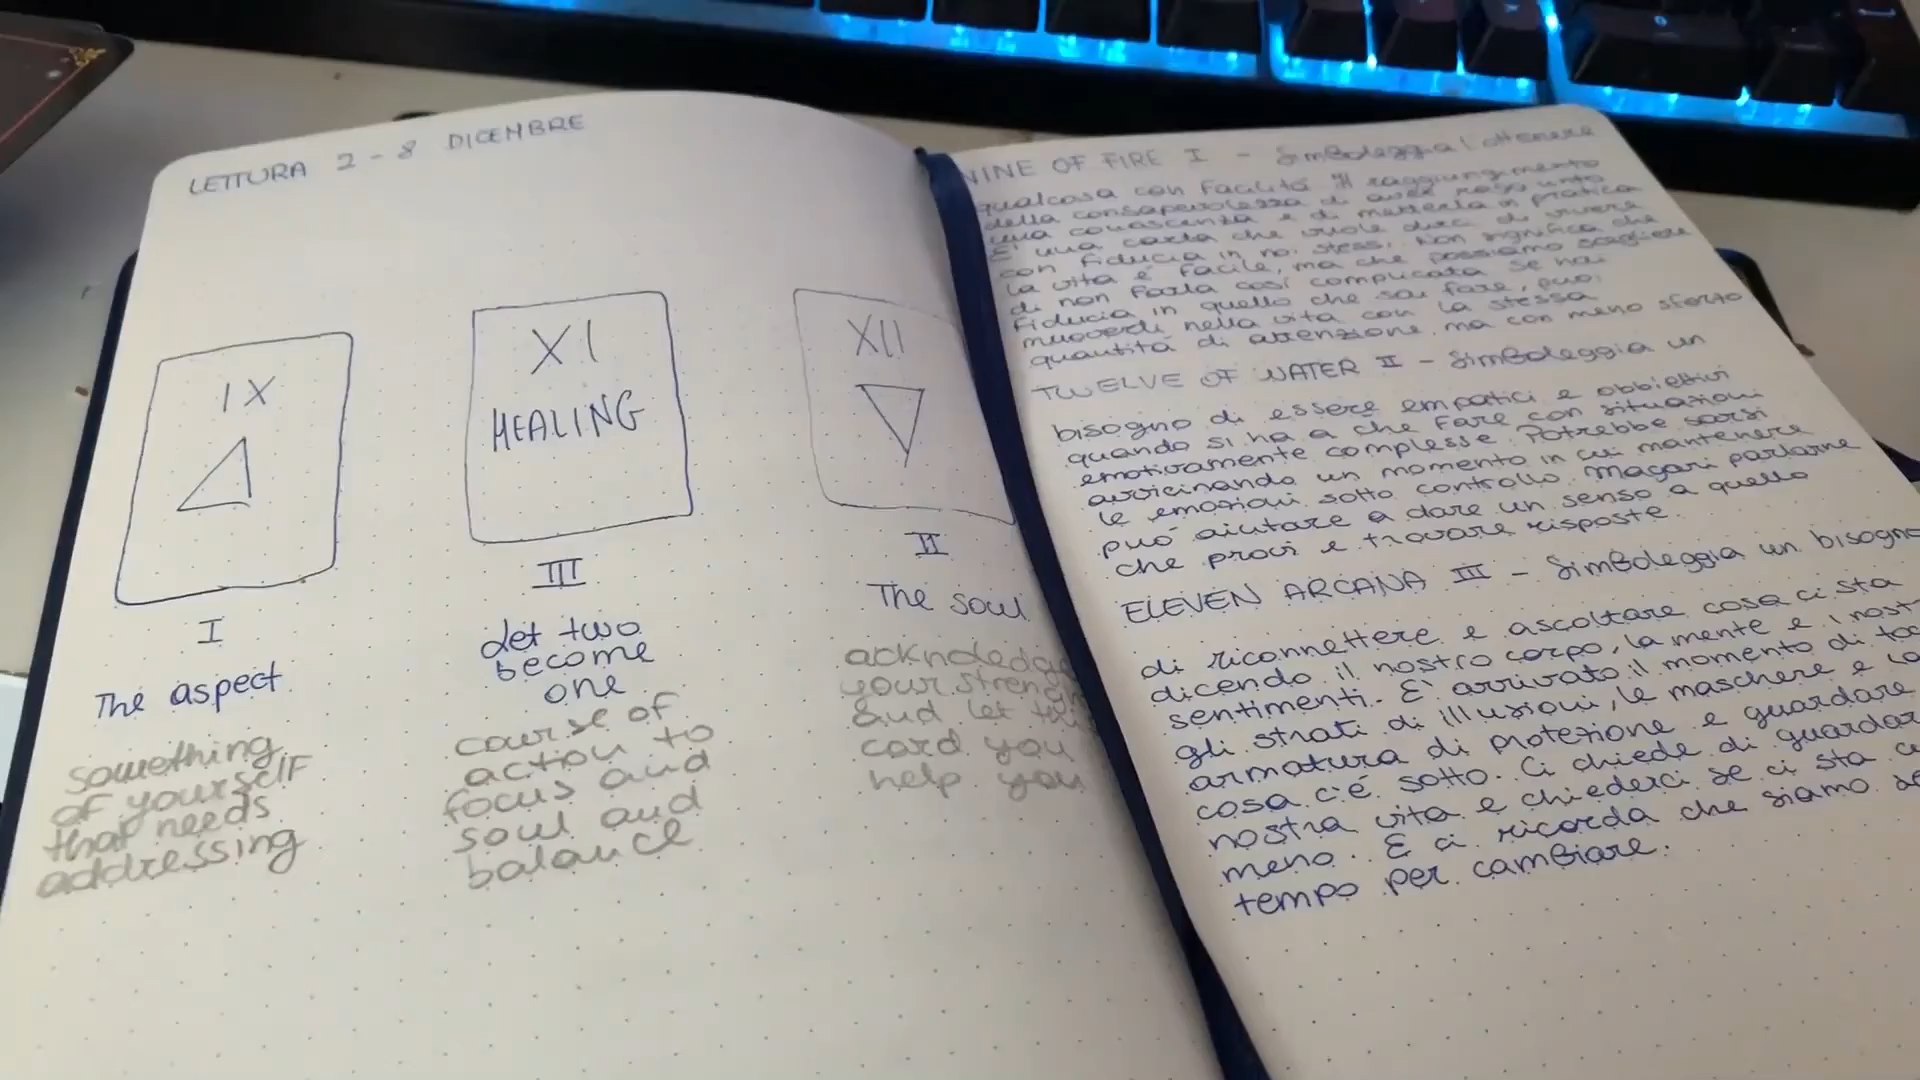 LETTURA 2-8 DICEMBRE
IX
I
The aspect
something
of yourself
that needs
addressing
XI
HEALING
III
Let two
become
one
course of
action to
focus and
soul and
balance
XII
II
The soul
your
and let
card you
help you
NINE OF FIRE I - Simboleggia l'ottenere
qualcosa con facilità Il raggiungimento
della consapevolezza di aver raggiunto
una conoscenza e di metterla in pratica
E' una carta che vuole dirci di vivere
con fiducia in noi stessi. Non significa che
la vita è facile, ma che possiamo scegliere
di non farla così complicata se hai
fiducia in quello che sai fare, puoi
muoverti nella vita con la stessa
quantità di attenzione, ma con meno sforzo
TWELVE OF WATER II - Simboleggia un
bisogno di essere empatici e obbiettivi
quando si ha a che fare con situazioni
emotivamente complesse. Potrebbe
avvicinando un momento in cui mantenere
le emozioni sotto controllo. Magari parlarne
può aiutare a dare un senso a quello
che provi e trovare risposte.
ELEVEN ARCANA III - Simboleggia un bisogno
di riconnettere e ascoltare cosa ci sta
dicendo il nostro corpo, la mente e i
sentimenti. E' arrivato il momento di
gli strati di illusioni, le maschere e
armatura di protezione e guardare
cosa c'è sotto. Ci chiede di
nostra vita e chiederci se ci sta
meno. E ci ricorda che siamo
tempo per cambiare.